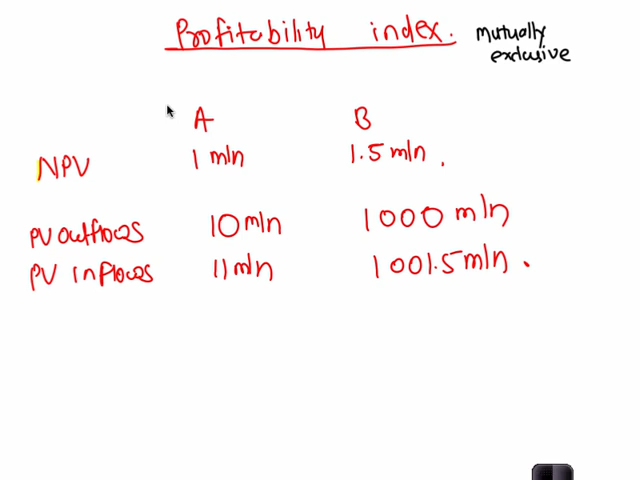 Profitability index.
mutually
exclusive
A B
NPV 1 mln 1.5 mln.
PV outflows 10 mln 1000 mln
PV inflows 11 mln 1001.5 mln.